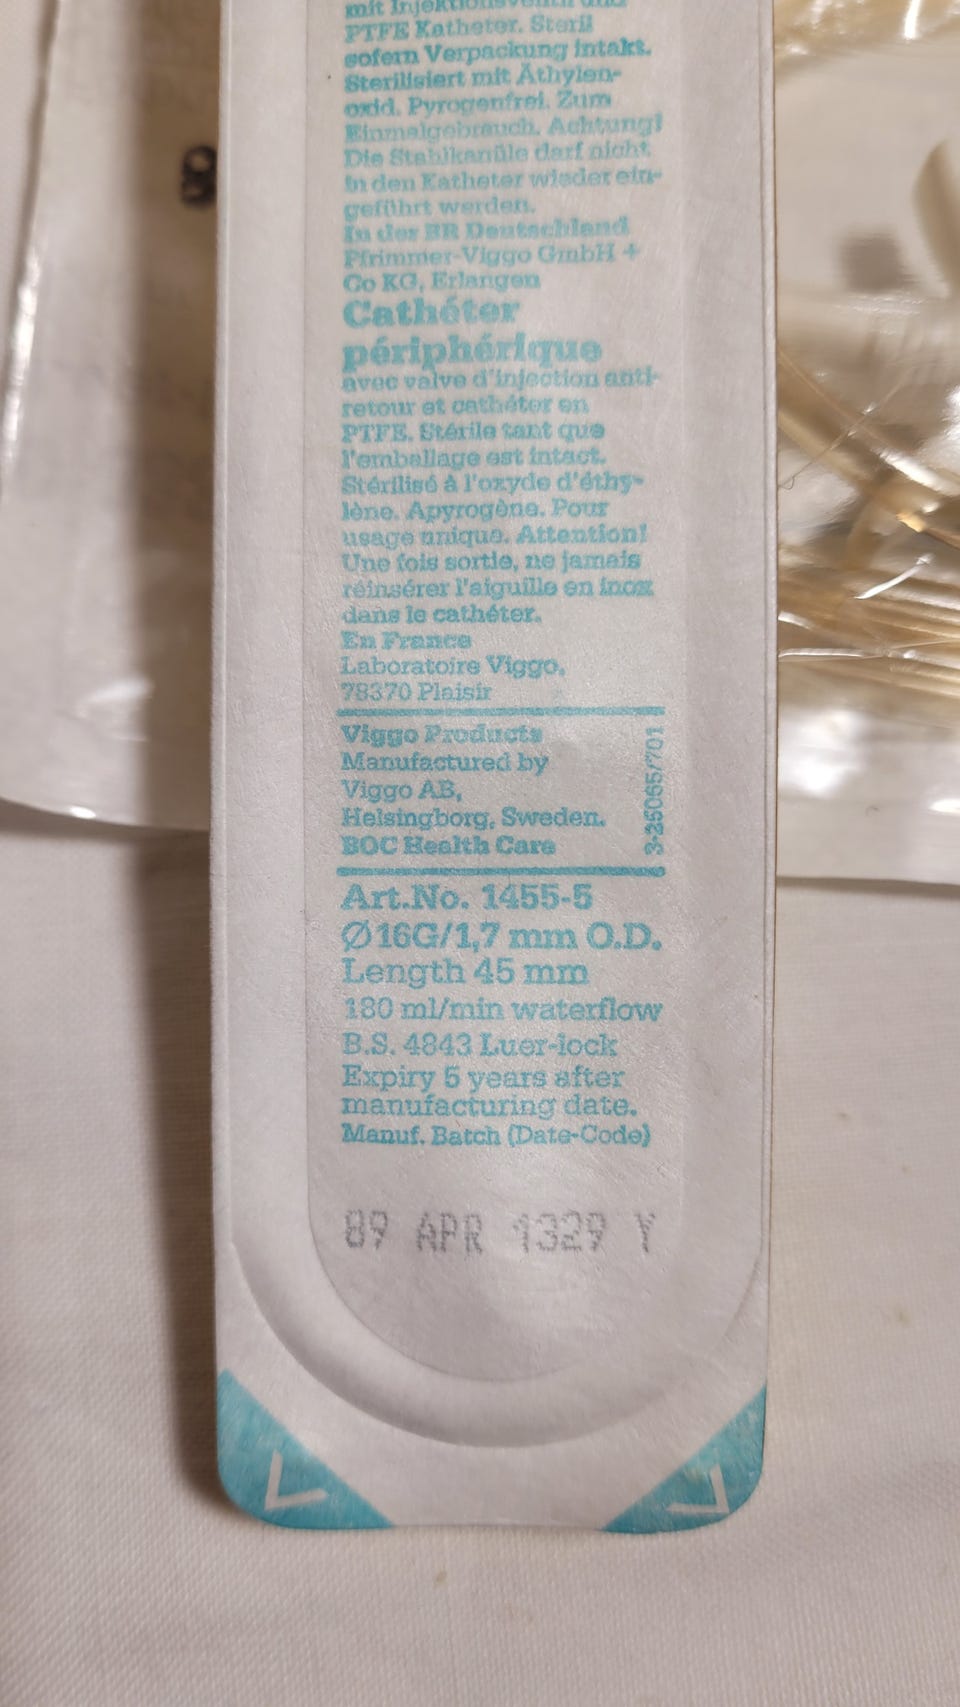 mit Injektionsventil und
PTFE Katheter. Steril
sofern Verpackung intakt.
Sterilisiert mit Äthylen-
oxid. Pyrogenfrei. Zum
Einmalgebrauch. Achtung!
Die Stahlkanüle darf nicht
in den Katheter wieder ein-
geführt werden.
In der BR Deutschland
Pfrimmer-Viggo GmbH +
Co KG, Erlangen
Cathéter
périphérique
avec valve d'injection anti-
retour et cathéter en
PTFE. Stérile tant que
l'emballage est intact.
Stérilisé à l'oxyde d'éthy-
lène. Apyrogène. Pour
usage unique. Attention!
Une fois sortie, ne jamais
réinsérer l'aiguille en inox
dans le cathéter.
En France
Laboratoire Viggo,
78370 Plaisir
Viggo Products
Manufactured by
Viggo AB,
Helsingborg, Sweden.
BOC Health Care
3-25065/701
Art.No. 1455-5
Ø 16G/1,7 mm O.D.
Length 45 mm
180 ml/min waterflow
B.S. 4843 Luer-lock
Expiry 5 years after
manufacturing date.
Manuf. Batch (Date-Code)
89 APR 1329 Y